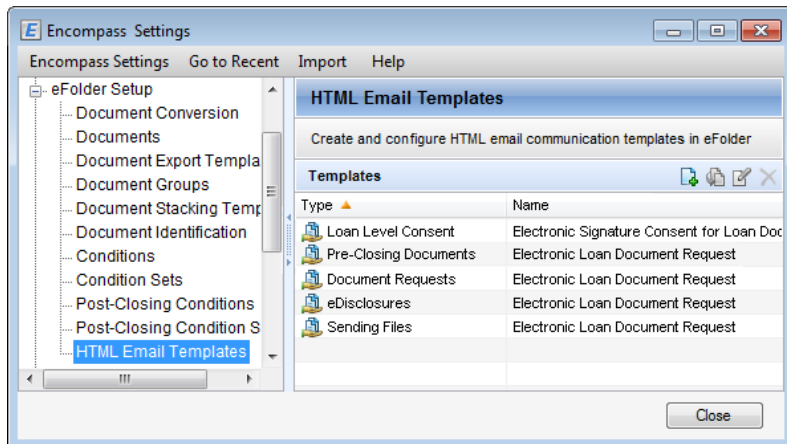 Encompass Settings
Encompass Settings Go to Recent Import Help
eFolder Setup
Document Conversion
Documents
Document Export Templa
Document Groups
Document Stacking Temp
Document Identification
Conditions
Condition Sets
Post-Closing Conditions
Post-Closing Condition S
HTML Email Templates
HTML Email Templates
Create and configure HTML email communication templates in eFolder
Templates
Type Name
Loan Level Consent Electronic Signature Consent for Loan Doc
Pre-Closing Documents Electronic Loan Document Request
Document Requests Electronic Loan Document Request
eDisclosures Electronic Loan Document Request
Sending Files Electronic Loan Document Request
Close